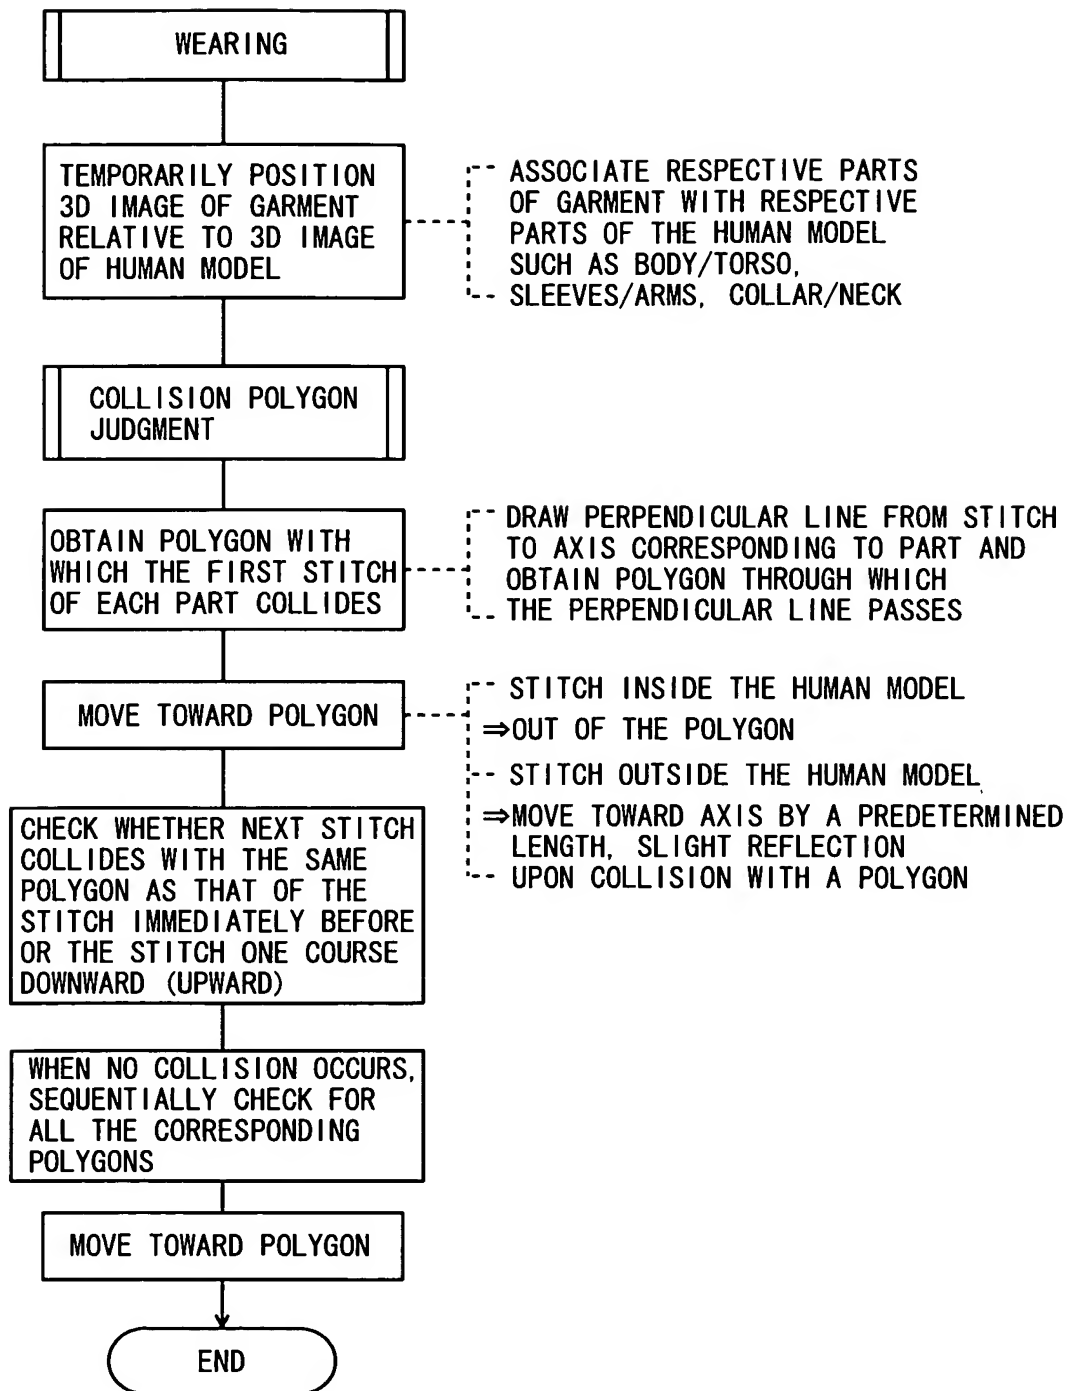 WEARING
TEMPORARILY POSITION
3D IMAGE OF GARMENT
RELATIVE TO 3D IMAGE
OF HUMAN MODEL
ASSOCIATE RESPECTIVE PARTS
OF GARMENT WITH RESPECTIVE
PARTS OF THE HUMAN MODEL
SUCH AS BODY/TORSO,
SLEEVES/ARMS, COLLAR/NECK
COLLISION POLYGON
JUDGMENT
OBTAIN POLYGON WITH
WHICH THE FIRST STITCH
OF EACH PART COLLIDES
DRAW PERPENDICULAR LINE FROM STITCH
TO AXIS CORRESPONDING TO PART AND
OBTAIN POLYGON THROUGH WHICH
THE PERPENDICULAR LINE PASSES
MOVE TOWARD POLYGON
STITCH INSIDE THE HUMAN MODEL
⇒OUT OF THE POLYGON
STITCH OUTSIDE THE HUMAN MODEL
⇒MOVE TOWARD AXIS BY A PREDETERMINED
LENGTH, SLIGHT REFLECTION
UPON COLLISION WITH A POLYGON
CHECK WHETHER NEXT STITCH
COLLIDES WITH THE SAME
POLYGON AS THAT OF THE
STITCH IMMEDIATELY BEFORE
OR THE STITCH ONE COURSE
DOWNWARD (UPWARD)
WHEN NO COLLISION OCCURS,
SEQUENTIALLY CHECK FOR
ALL THE CORRESPONDING
POLYGONS
MOVE TOWARD POLYGON
END